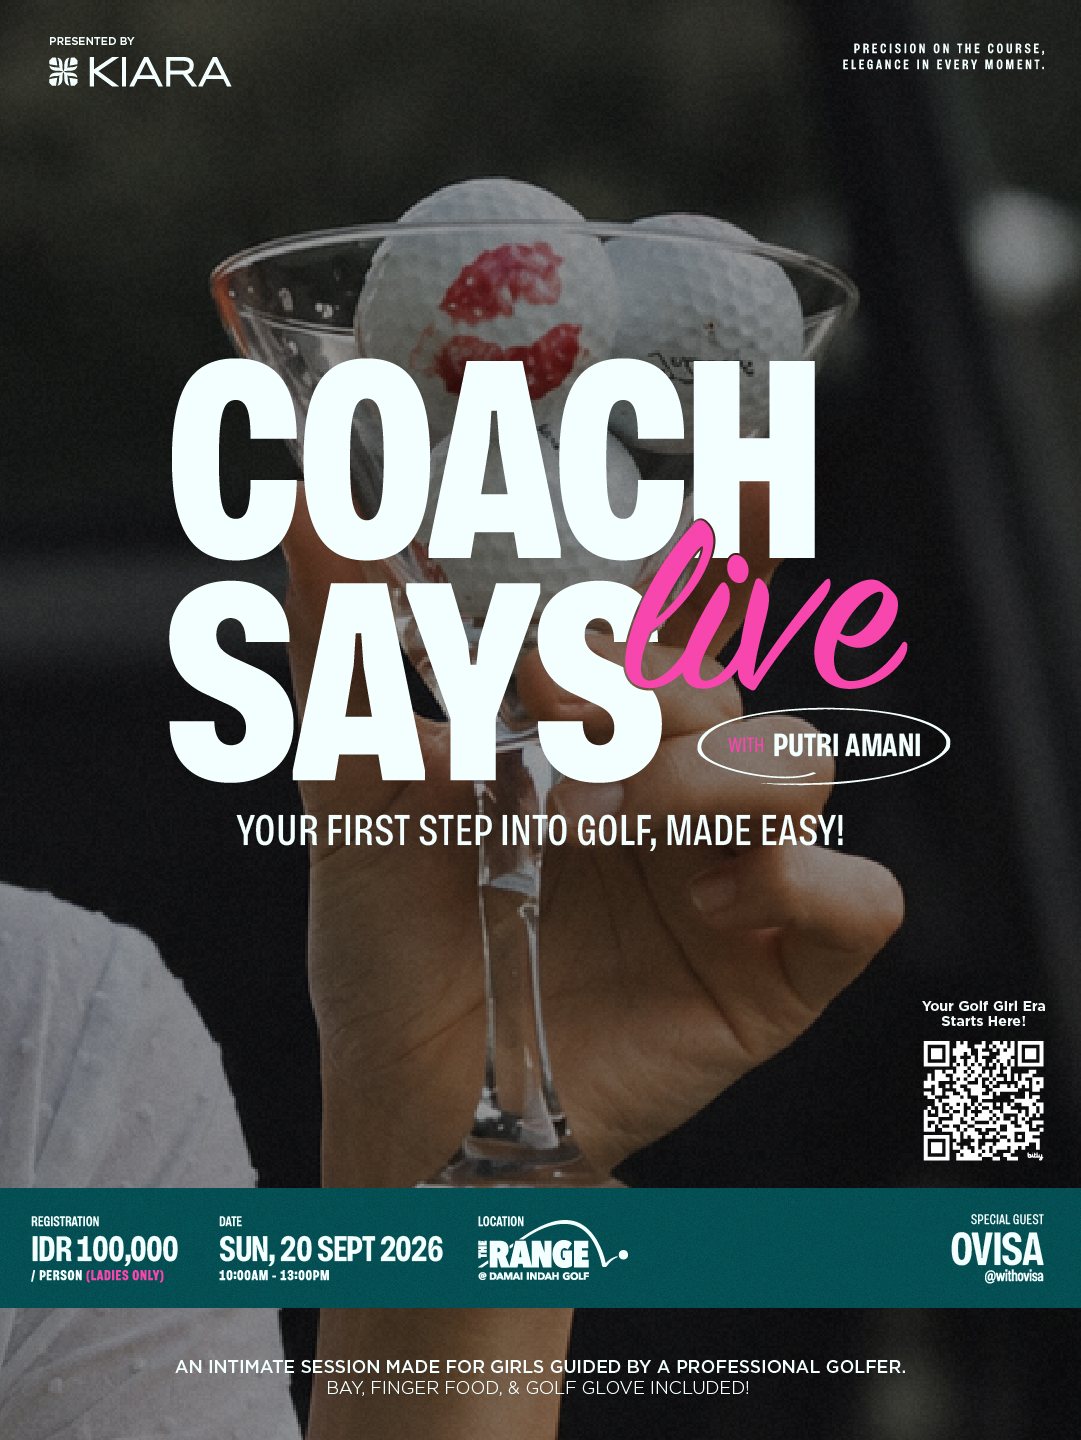 PRESENTED BY
KIARA
PRECISION ON THE COURSE,
ELEGANCE IN EVERY MOMENT.
COACH
SAYS
live
WITH PUTRI AMANI
YOUR FIRST STEP INTO GOLF, MADE EASY!
Your Golf Girl Era
Starts Here!
bitly
REGISTRATION
IDR 100,000
/ PERSON (LADIES ONLY)
DATE
SUN, 20 SEPT 2026
10:00AM - 13:00PM
LOCATION
THE RANGE
@ DAMAI INDAH GOLF
SPECIAL GUEST
OVISA
@withovisa
AN INTIMATE SESSION MADE FOR GIRLS GUIDED BY A PROFESSIONAL GOLFER.
BAY, FINGER FOOD, & GOLF GLOVE INCLUDED!